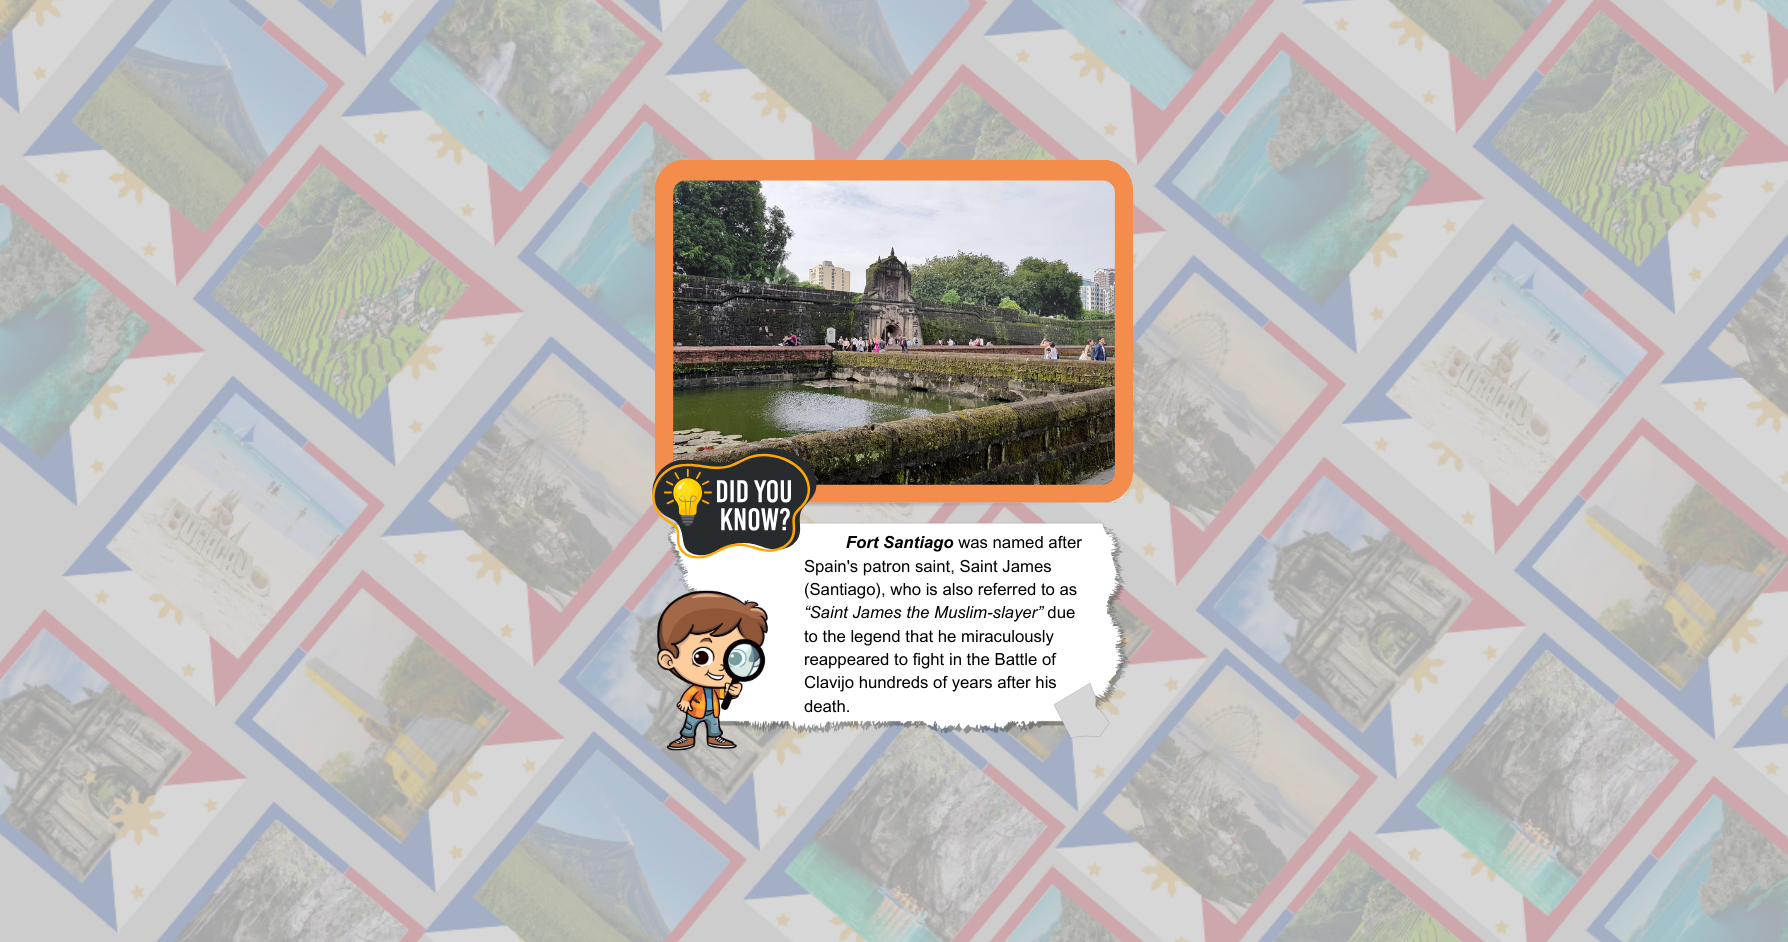 DID YOU
KNOW?
Fort Santiago was named after
Spain's patron saint, Saint James
(Santiago), who is also referred to as
“Saint James the Muslim-slayer” due
to the legend that he miraculously
reappeared to fight in the Battle of
Clavijo hundreds of years after his
death.